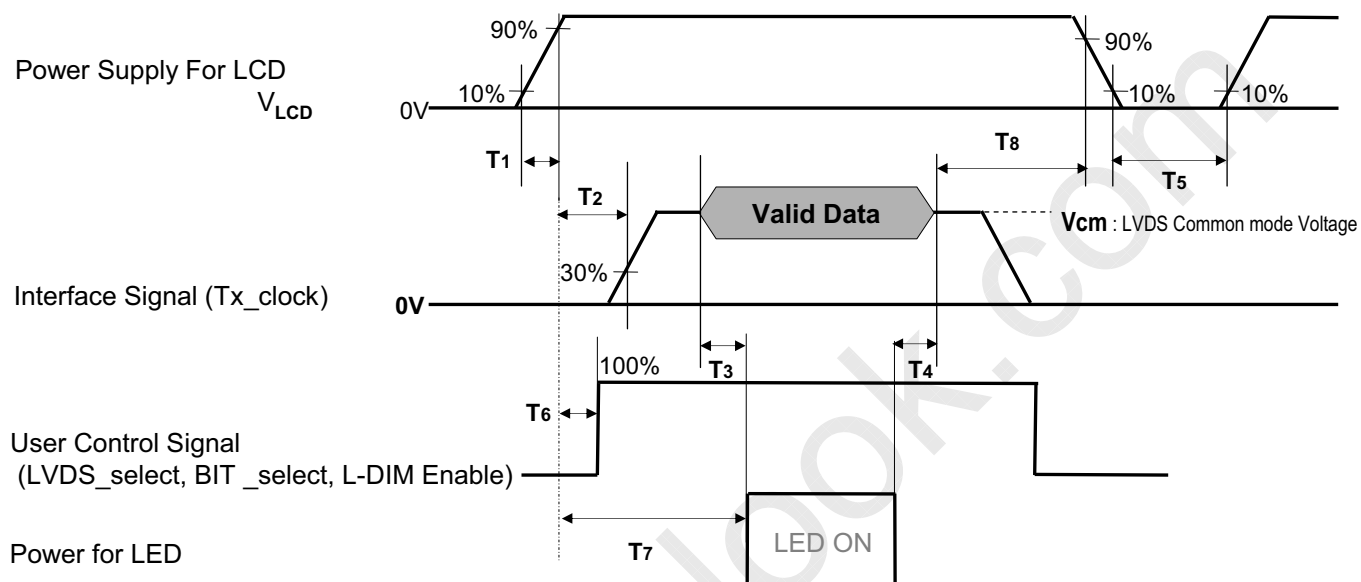 90%
90%
Power Supply For LCD
VLCD
10%
10%
10%
0V
T1
T8
T2
T5
Valid Data
Vcm : LVDS Common mode Voltage
30%
Interface Signal (Tx_clock)
0V
100%
T3
T4
T6
User Control Signal
(LVDS_select, BIT _select, L-DIM Enable)
T7
LED ON
Power for LED
look.com